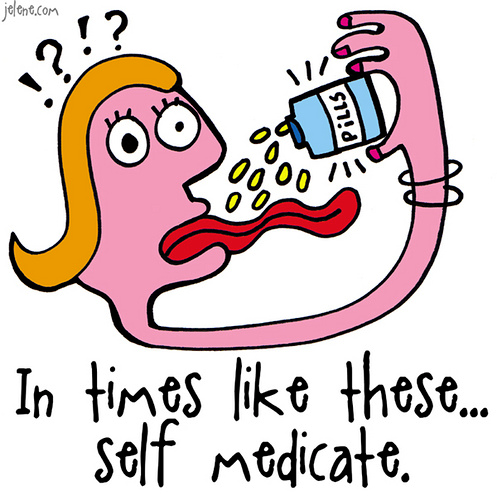 jelene.com
!?!?
PillS
In times like these...
self medicate.